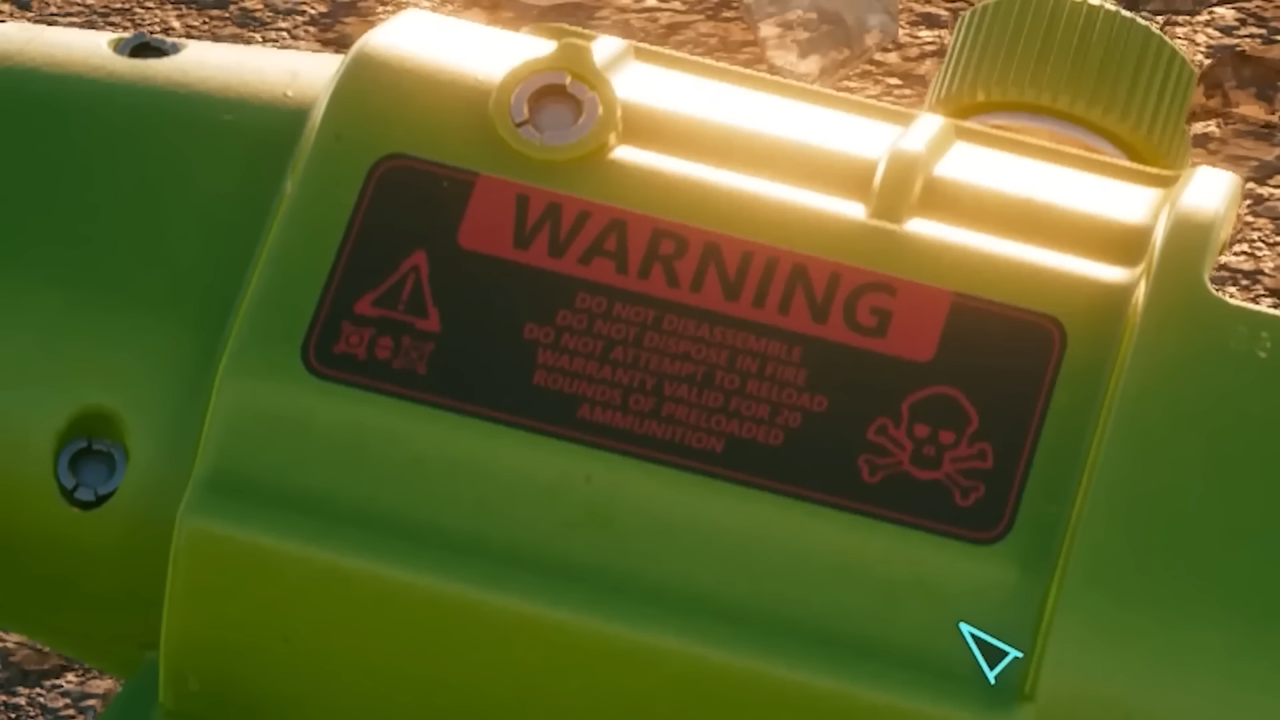 WARNING
DO NOT DISASSEMBLE
DO NOT DISPOSE IN FIRE
DO NOT ATTEMPT TO RELOAD
WARRANTY VALID FOR 20
ROUNDS OF PRELOADED
AMMUNITION